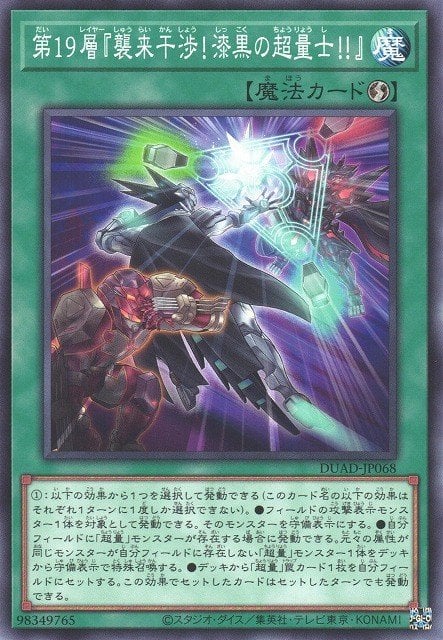 第19層『襲来干渉!漆黒の超量士!!』
魔
【魔法カード】
DUAD-JP068
①:以下の効果から1つを選択して発動できる(このカード名の以下の効果は
それぞれ1ターンに1度しか選択できない)。●フィールドの攻撃表示モンス
ター1体を対象として発動できる。そのモンスターを守備表示にする。●自分
フィールドに「超量」モンスターが存在する場合に発動できる。元々の属性が
同じモンスターが自分フィールドに存在しない「超量」モンスター1体をデッキ
から守備表示で特殊召喚する。●デッキから「超量」罠カード1枚を自分フィー
ルドにセットする。この効果でセットしたカードはセットしたターンでも発動
できる。
98349765
©スタジオ・ダイス/集英社・テレビ東京・KONAMI